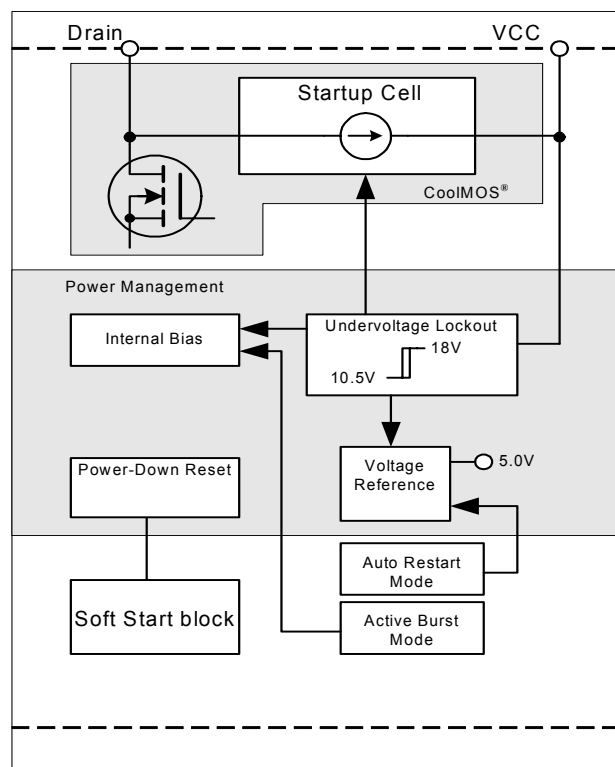 Drain VCC
Startup Cell
CoolMOS®
Power Management
Internal Bias
Undervoltage Lockout
18V
10.5V
Power-Down Reset
Voltage
Reference
5.0V
Auto Restart
Mode
Soft Start block
Active Burst
Mode